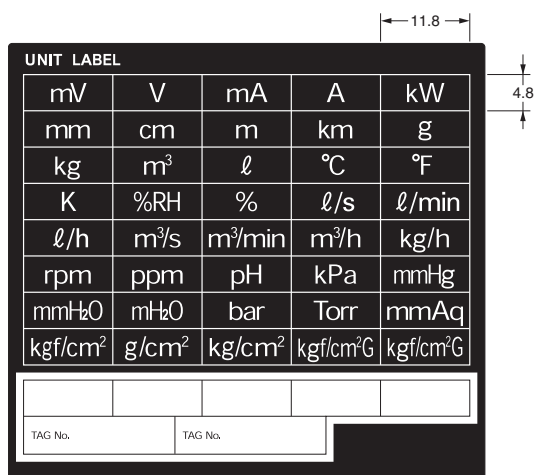 11.8
UNIT LABEL
4.8
mV V mA A kW
mm cm m km g
kg m³ ℓ °C °F
K %RH % ℓ/s ℓ/min
ℓ/h m³/s m³/min m³/h kg/h
rpm ppm pH kPa mmHg
mmH₂O mH₂O bar Torr mmAq
kgf/cm² g/cm² kg/cm² kgf/cm²G kgf/cm²G
TAG No. TAG No.